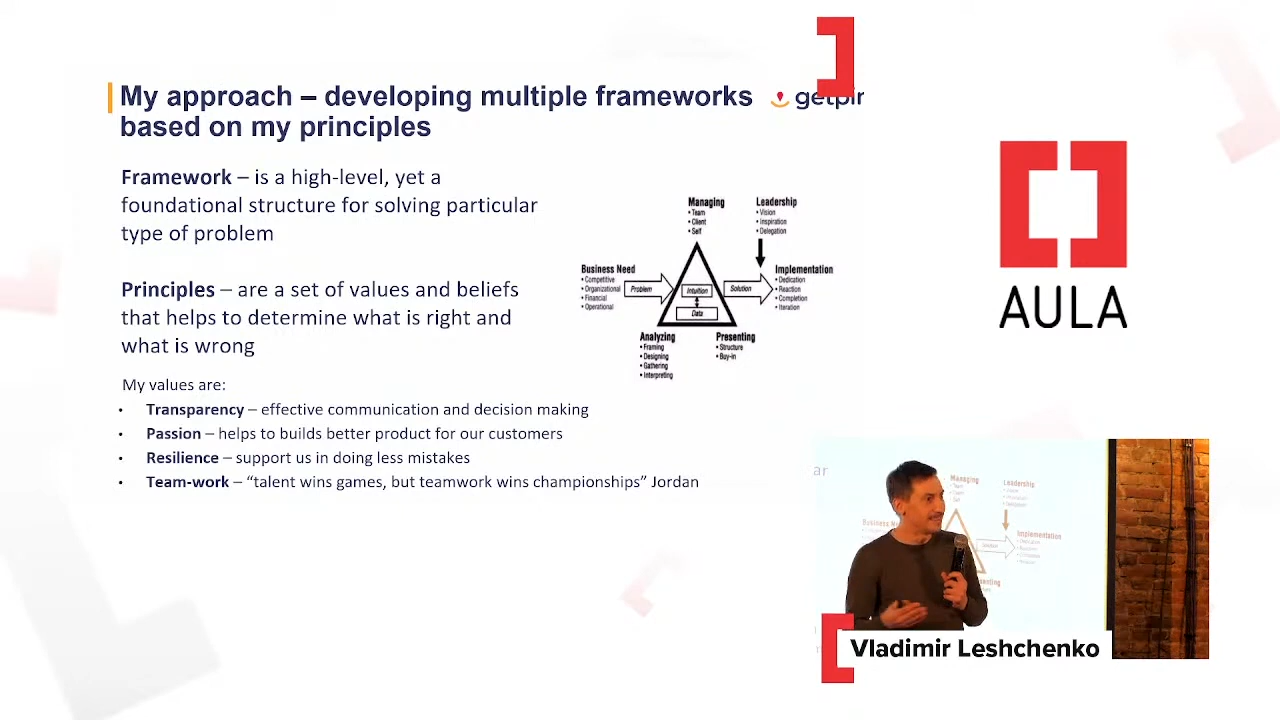 My approach – developing multiple frameworks
based on my principles
Framework – is a high-level, yet a
foundational structure for solving particular
type of problem
Principles – are a set of values and beliefs
that helps to determine what is right and
what is wrong
My values are:
• Transparency – effective communication and decision making
• Passion – helps to builds better product for our customers
• Resilience – support us in doing less mistakes
• Team-work – “talent wins games, but teamwork wins championships” Jordan
Managing
• Team
• Client
• Self
Leadership
• Vision
• Inspiration
• Delegation
Business Need
• Competitive
• Organizational
• Financial
• Operational
Problem
Intuition
Data
Solution
Implementation
• Dedication
• Reaction
• Completion
• Iteration
Analyzing
• Framing
• Designing
• Gathering
• Interpreting
Presenting
• Structure
• Buy-in
AULA
Managing
Leadership
Implementation
Vladimir Leshchenko